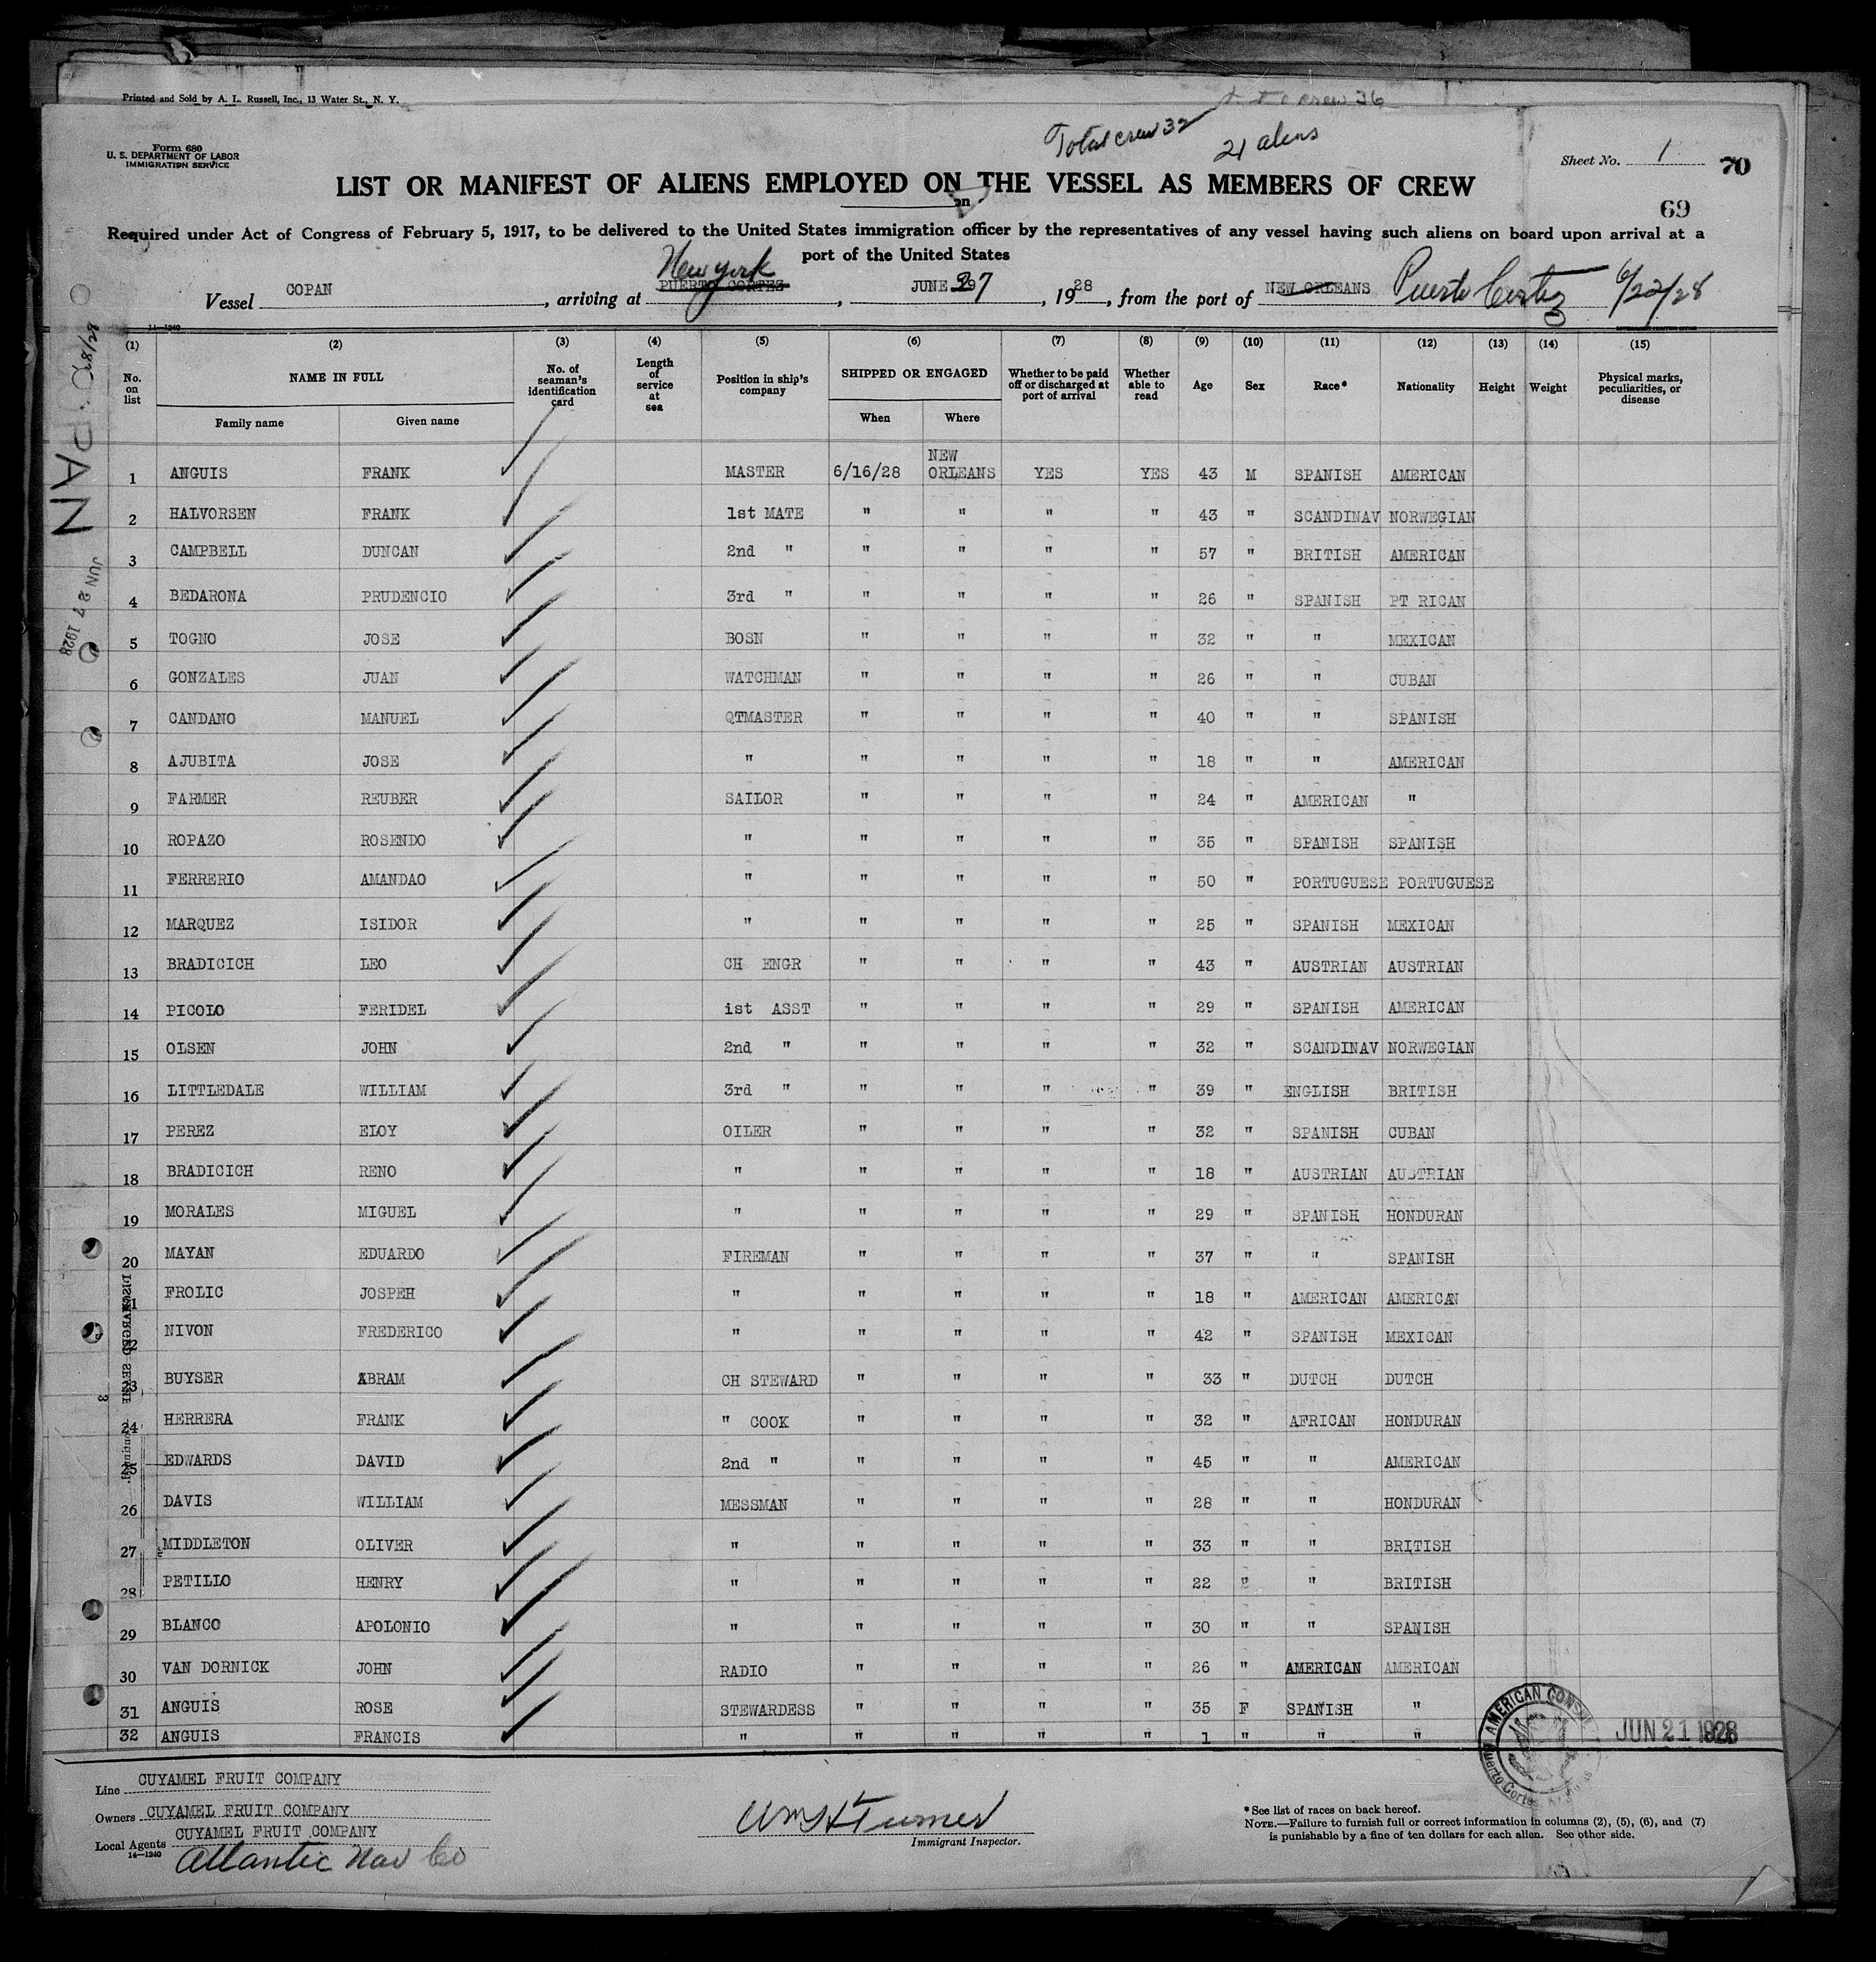 Printed and Sold by A. L. Russell, Inc., 13 Water St., N. Y.
crew 36
Total crew 32
21 aliens
Form 680
U. S. DEPARTMENT OF LABOR
IMMIGRATION SERVICE
Sheet No. 1
70
LIST OR MANIFEST OF ALIENS EMPLOYED ON THE VESSEL AS MEMBERS OF CREW
on
69
Required under Act of Congress of February 5, 1917, to be delivered to the United States immigration officer by the representatives of any vessel having such aliens on board upon arrival at a
port of the United States
New York
Vessel COPAN, arriving at PUERTO CORTEZ, JUNE 27, 1928, from the port of NEW ORLEANS Puerto Cortez 6/22/28
14—1240
(1) (2) (3) (4) (5) (6) (7) (8) (9) (10) (11) (12) (13) (14) (15)
No. on list NAME IN FULL No. of seaman's identification card Length of service at sea Position in ship's company SHIPPED OR ENGAGED Whether to be paid off or discharged at port of arrival Whether able to read Age Sex Race* Nationality Height Weight Physical marks, peculiarities, or disease
Family name Given name When Where
1 ANGUIS FRANK MASTER 6/16/28 NEW ORLEANS YES YES 43 M SPANISH AMERICAN
2 HALVORSEN FRANK 1st MATE " " " " 43 " SCANDINAV NORWEGIAN
3 CAMPBELL DUNCAN 2nd " " " " " 57 " BRITISH AMERICAN
4 BEDARONA PRUDENCIO 3rd " " " " " 26 " SPANISH PT RICAN
5 TOGNO JOSE BOSN " " " " 32 " " MEXICAN
6 GONZALES JUAN WATCHMAN " " " " 26 " " CUBAN
7 CANDANO MANUEL QTMASTER " " " " 40 " " SPANISH
8 AJUBITA JOSE " " " " " 18 " " AMERICAN
9 FARMER REUBER SAILOR " " " " 24 " AMERICAN "
10 ROPAZO ROSENDO " " " " " 35 " SPANISH SPANISH
11 FERRERIO AMANDAO " " " " " 50 " PORTUGUESE PORTUGUESE
12 MARQUEZ ISIDOR " " " " " 25 " SPANISH MEXICAN
13 BRADICICH LEO CH ENGR " " " " 43 " AUSTRIAN AUSTRIAN
14 PICOLO FERIDEL ist ASST " " " " 29 " SPANISH AMERICAN
15 OLSEN JOHN 2nd " " " " " 32 " SCANDINAV NORWEGIAN
16 LITTLEDALE WILLIAM 3rd " " " " " 39 " ENGLISH BRITISH
17 PEREZ ELOY OILER " " " " 32 " SPANISH CUBAN
18 BRADICICH RENO " " " " " 18 " AUSTRIAN AUSTRIAN
19 MORALES MIGUEL " " " " " 29 " SPANISH HONDURAN
20 MAYAN EDUARDO FIREMAN " " " " 37 " " SPANISH
21 FROLIC JOSPEH " " " " " 18 " AMERICAN AMERICAN
22 NIVON FREDERICO " " " " " 42 " SPANISH MEXICAN
23 BUYSER ABRAM CH STEWARD " " " " 33 " DUTCH DUTCH
24 HERRERA FRANK " COOK " " " " 32 " AFRICAN HONDURAN
25 EDWARDS DAVID 2nd " " " " " 45 " " AMERICAN
26 DAVIS WILLIAM MESSMAN " " " " 28 " " HONDURAN
27 MIDDLETON OLIVER " " " " " 33 " " BRITISH
28 PETILLO HENRY " " " " " 22 " " BRITISH
29 BLANCO APOLONIO " " " " " 30 " " SPANISH
30 VAN DORNICK JOHN RADIO " " " " 26 " AMERICAN AMERICAN
31 ANGUIS ROSE STEWARDESS " " " " 35 F SPANISH "
32 ANGUIS FRANCIS " " " " " 1 " " "
COPAN
JUN 27 1928
AMERICAN CONSULATE
Puerto Cortes, Honduras
JUN 21 1928
Line CUYAMEL FRUIT COMPANY
Owners CUYAMEL FRUIT COMPANY
Local Agents CUYAMEL FRUIT COMPANY
14—1240
Atlantic Nav Co
Wm H Turner
Immigrant Inspector.
*See list of races on back hereof.
NOTE.—Failure to furnish full or correct information in columns (2), (5), (6), and (7)
is punishable by a fine of ten dollars for each alien. See other side.